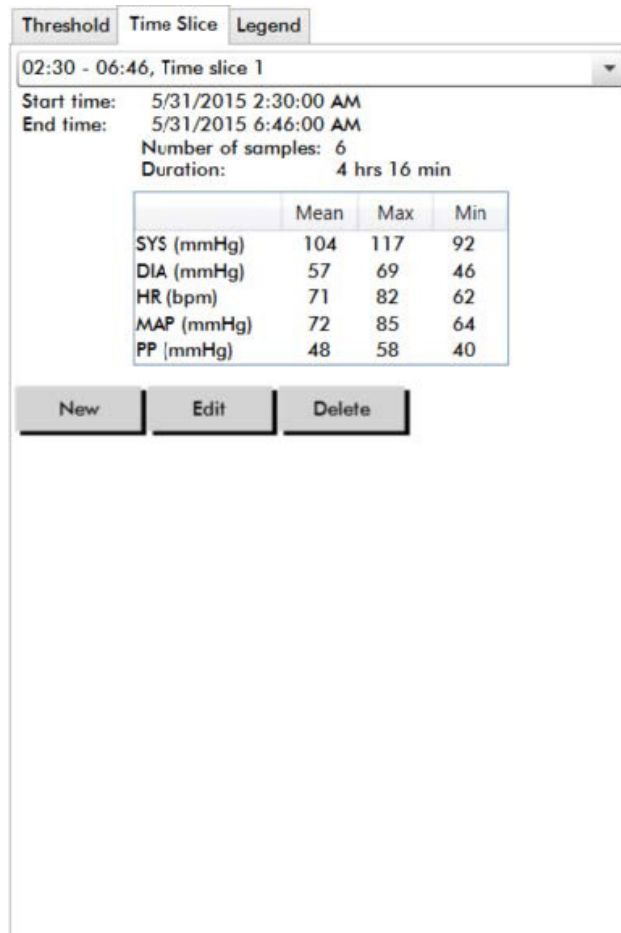 Threshold Time Slice Legend
02:30 - 06:46, Time slice 1
Start time: 5/31/2015 2:30:00 AM
End time: 5/31/2015 6:46:00 AM
Number of samples: 6
Duration: 4 hrs 16 min
Mean Max Min
SYS (mmHg) 104 117 92
DIA (mmHg) 57 69 46
HR (bpm) 71 82 62
MAP (mmHg) 72 85 64
PP (mmHg) 48 58 40
New Edit Delete